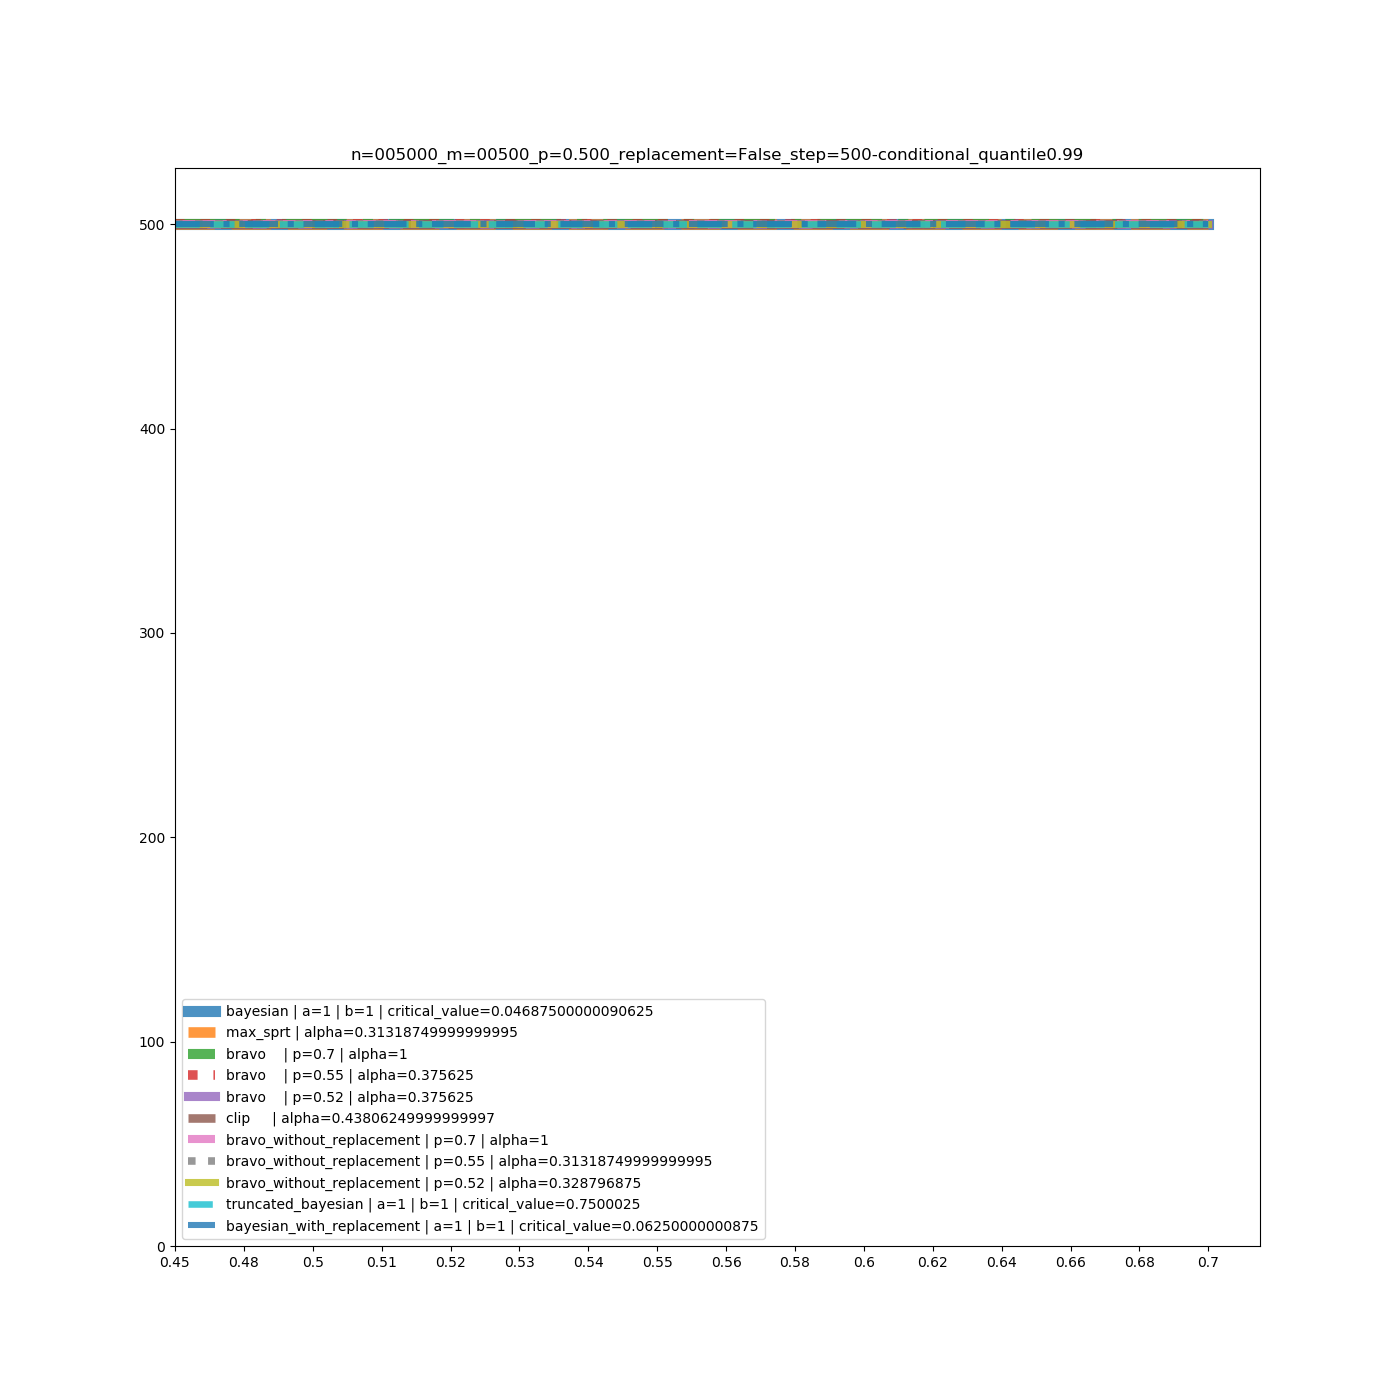 n=005000_m=00500_p=0.500_replacement=False_step=500-conditional_quantile0.99
500
400
300
200
100
0
bayesian | a=1 | b=1 | critical_value=0.04687500000090625
max_sprt | alpha=0.31318749999999995
bravo    | p=0.7 | alpha=1
bravo    | p=0.55 | alpha=0.375625
bravo    | p=0.52 | alpha=0.375625
clip     | alpha=0.43806249999999997
bravo_without_replacement | p=0.7 | alpha=1
bravo_without_replacement | p=0.55 | alpha=0.31318749999999995
bravo_without_replacement | p=0.52 | alpha=0.328796875
truncated_bayesian | a=1 | b=1 | critical_value=0.7500025
bayesian_with_replacement | a=1 | b=1 | critical_value=0.06250000000875
0.45 0.48 0.5 0.51 0.52 0.53 0.54 0.55 0.56 0.58 0.6 0.62 0.64 0.66 0.68 0.7